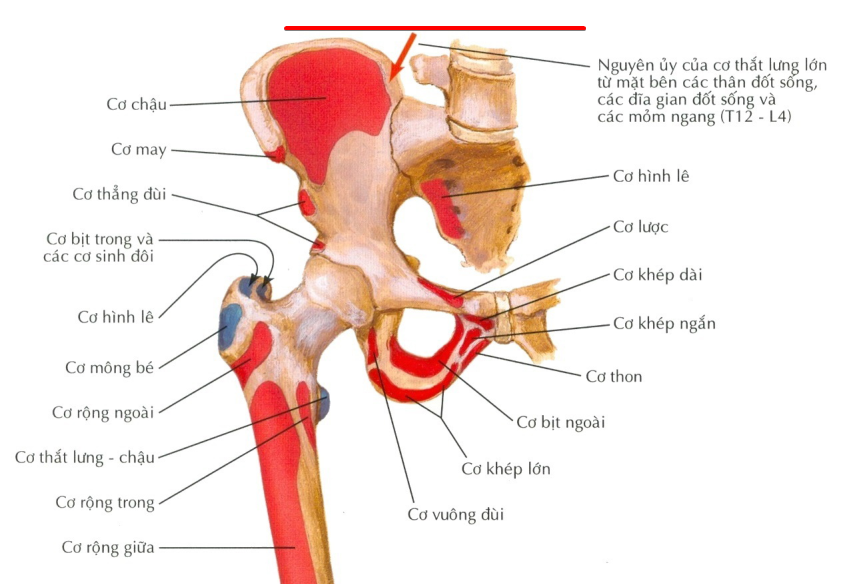 Nguyên ủy của cơ thắt lưng lớn
từ mặt bên các thân đốt sống,
các đĩa gian đốt sống và
các mỏm ngang (T12 - L4)
Cơ chậu
Cơ may
Cơ thẳng đùi
Cơ bịt trong và
các cơ sinh đôi
Cơ hình lê
Cơ mông bé
Cơ rộng ngoài
Cơ thắt lưng - chậu
Cơ rộng trong
Cơ rộng giữa
Cơ hình lê
Cơ lược
Cơ khép dài
Cơ khép ngắn
Cơ thon
Cơ bịt ngoài
Cơ khép lớn
Cơ vuông đùi